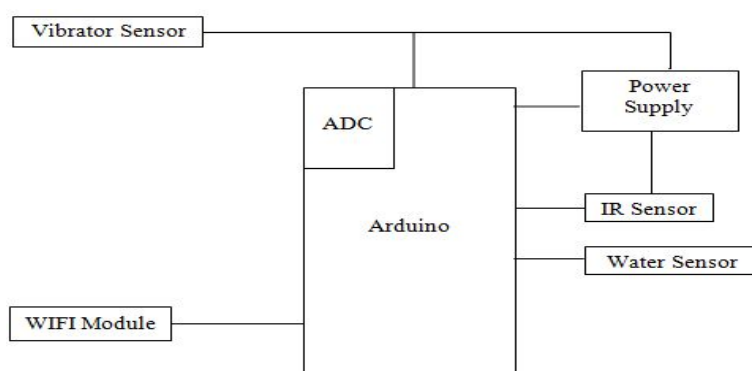 Vibrator Sensor
Power
Supply
ADC
IR Sensor
Arduino
Water Sensor
WIFI Module